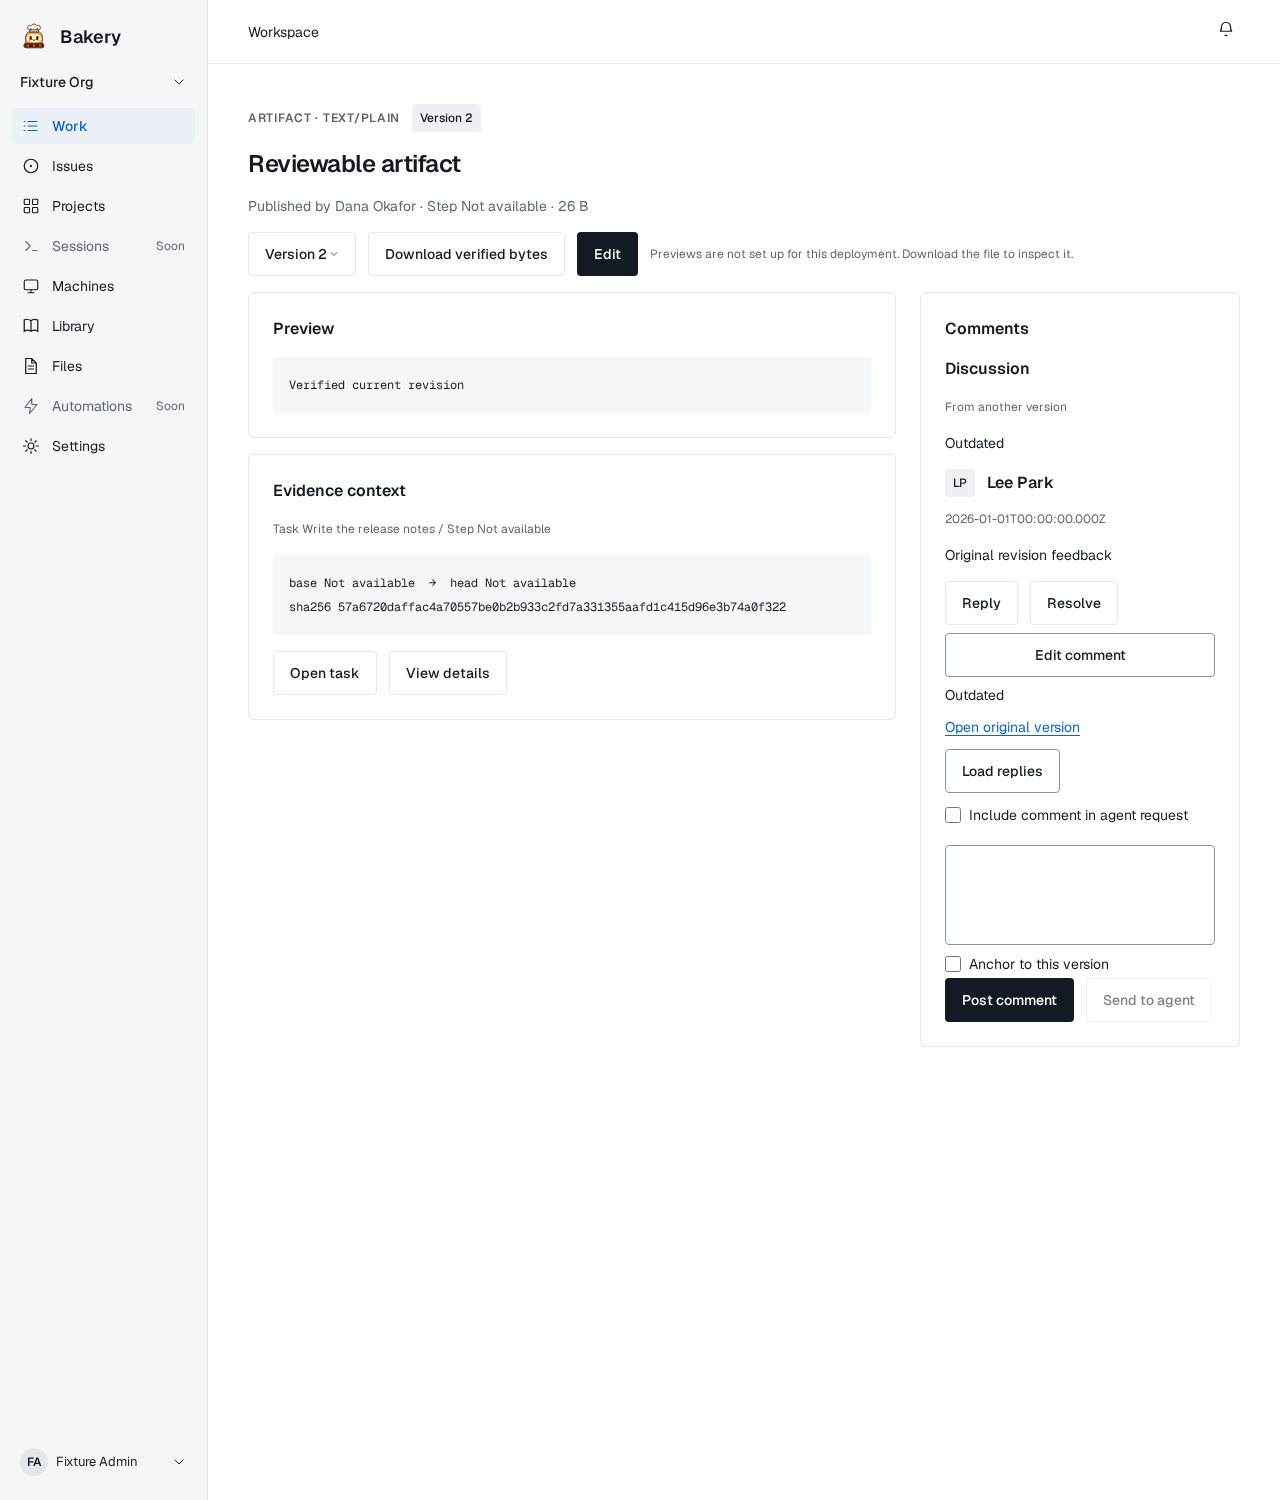 Bakery
Fixture Org
Work
Issues
Projects
Sessions Soon
Machines
Library
Files
Automations Soon
Settings
FA Fixture Admin
Workspace
ARTIFACT · TEXT/PLAIN Version 2
Reviewable artifact
Published by Dana Okafor · Step Not available · 26 B
Version 2 Download verified bytes Edit Previews are not set up for this deployment. Download the file to inspect it.
Preview
Verified current revision
Evidence context
Task Write the release notes / Step Not available
base Not available → head Not available
sha256 57a6720daffac4a70557be0b2b933c2fd7a331355aafd1c415d96e3b74a0f322
Open task View details
Comments
Discussion
From another version
Outdated
LP Lee Park
2026-01-01T00:00:00.000Z
Original revision feedback
Reply Resolve
Edit comment
Outdated
Open original version
Load replies
Include comment in agent request
Anchor to this version
Post comment Send to agent